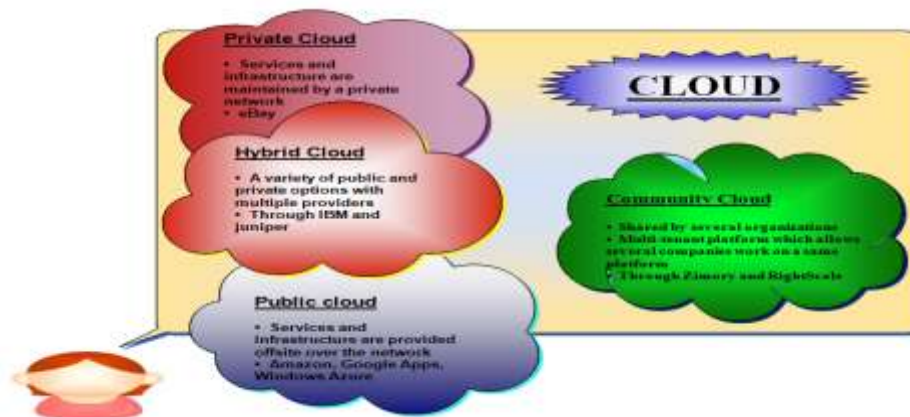 Private Cloud
• Services and
infrastructure are
maintained by a private
network
• eBay
CLOUD
Hybrid Cloud
• A variety of public and
private options with
multiple providers
• Through IBM and
juniper
Community Cloud
• Shared by several organizations
• Multi-tenant platform which allows
several companies work on a same
platform
• Through Zimory and RightScale
Public cloud
• Services and
Infrastructure are provided
offsite over the network
• Amazon, Google Apps,
Windows Azure